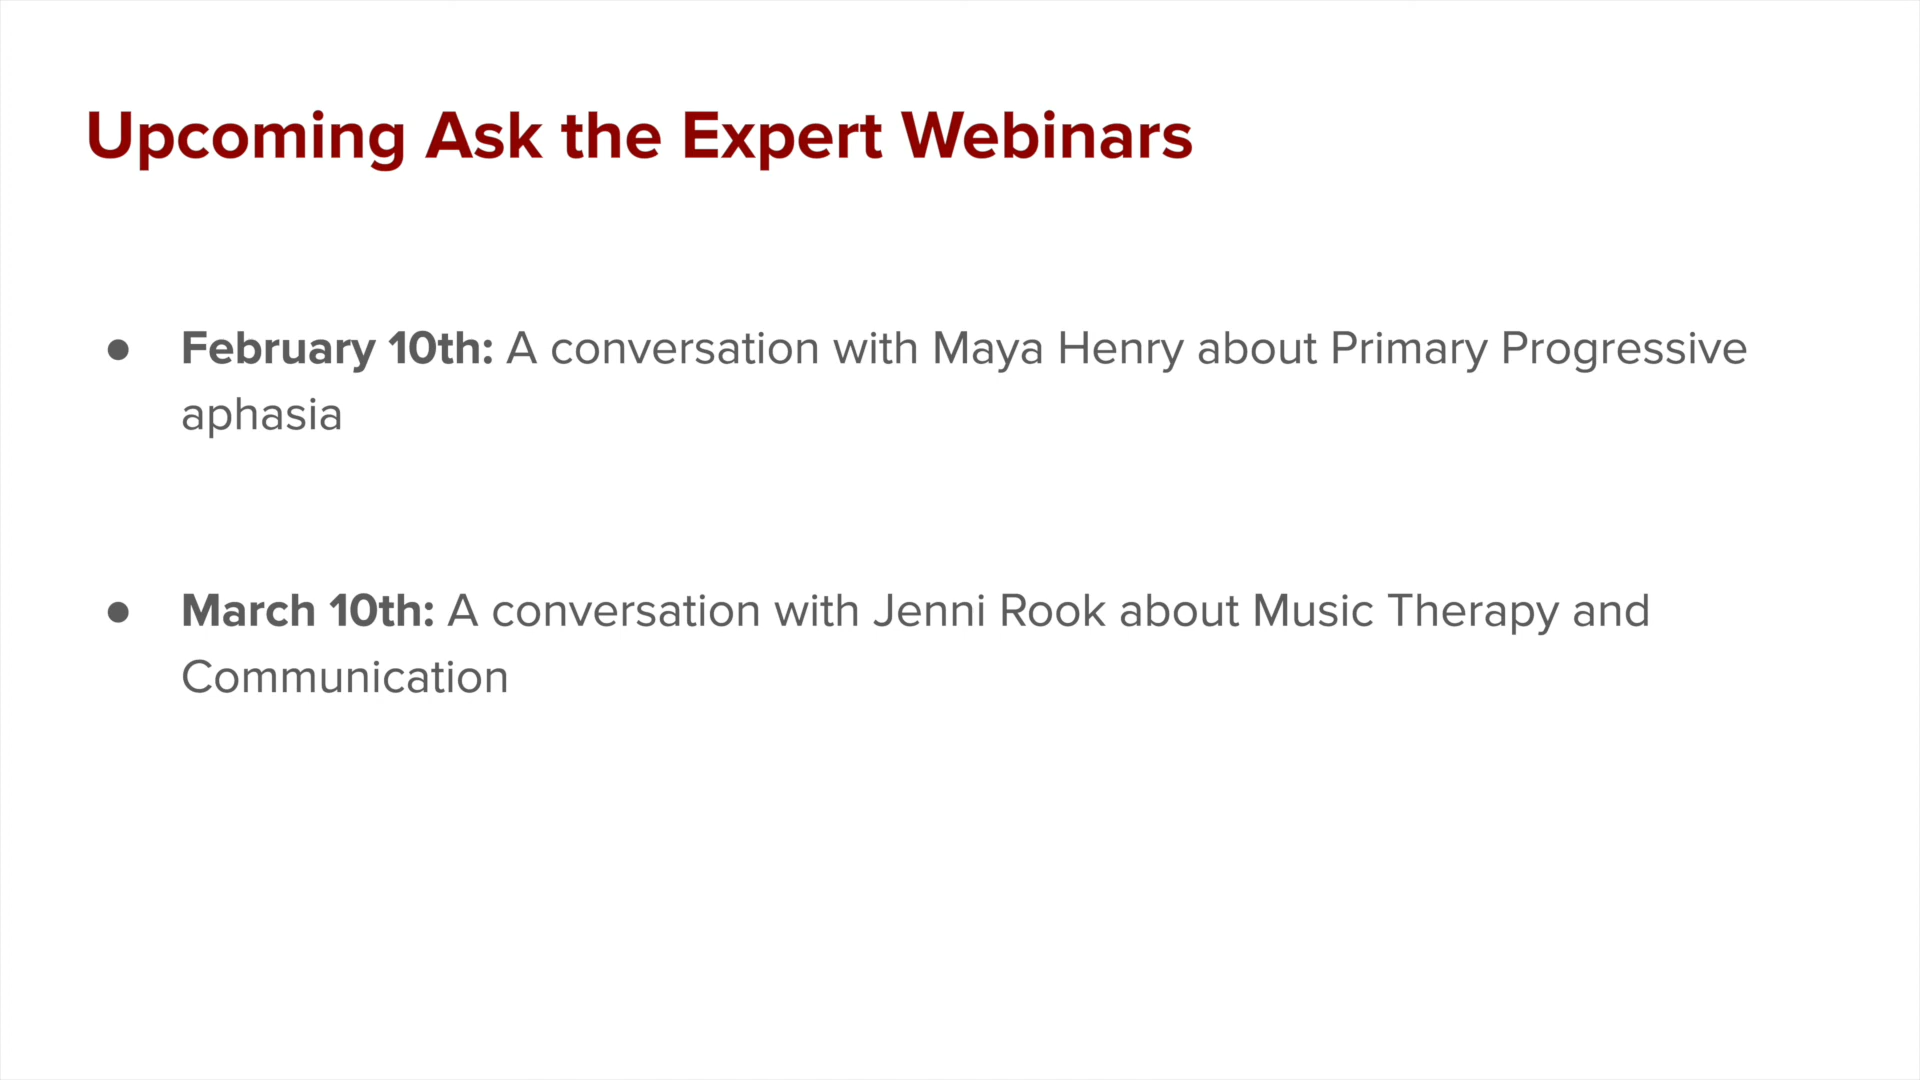 Upcoming Ask the Expert Webinars
● February 10th: A conversation with Maya Henry about Primary Progressive
aphasia
● March 10th: A conversation with Jenni Rook about Music Therapy and
Communication